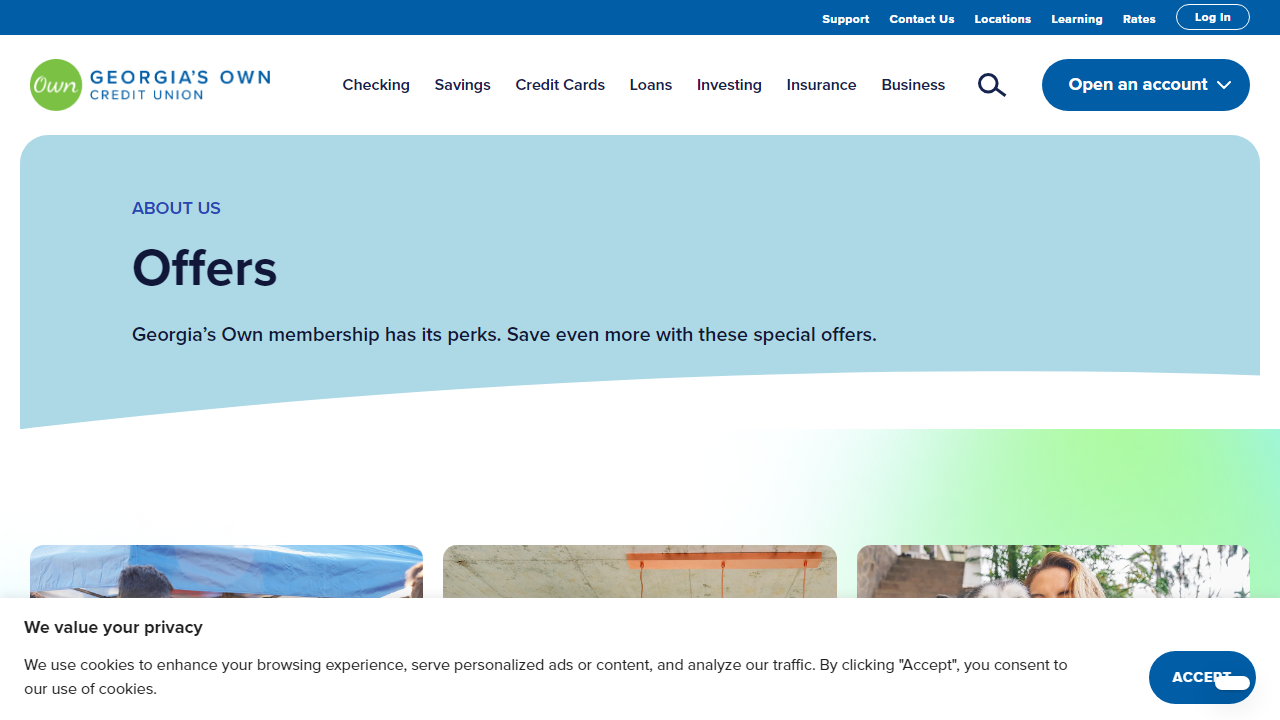 Support Contact Us Locations Learning Rates Log In
Own GEORGIA'S OWN
CREDIT UNION
Checking Savings Credit Cards Loans Investing Insurance Business Open an account
ABOUT US
Offers
Georgia’s Own membership has its perks. Save even more with these special offers.
We value your privacy
We use cookies to enhance your browsing experience, serve personalized ads or content, and analyze our traffic. By clicking "Accept", you consent to
our use of cookies.
ACCEPT